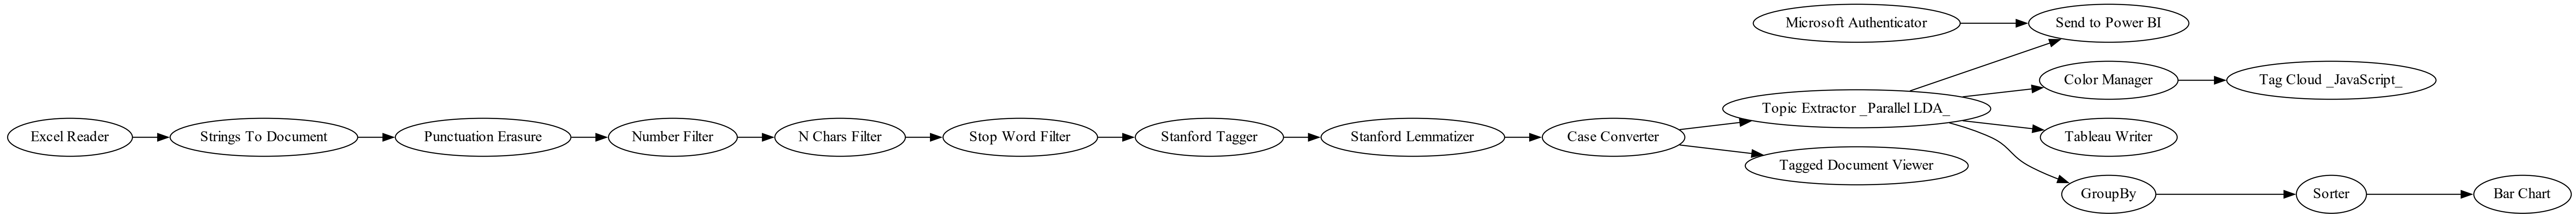 Excel Reader
Strings To Document
Punctuation Erasure
Number Filter
N Chars Filter
Stop Word Filter
Stanford Tagger
Stanford Lemmatizer
Case Converter
Topic Extractor _Parallel LDA_
Tagged Document Viewer
Microsoft Authenticator
Send to Power BI
Color Manager
Tag Cloud _JavaScript_
Tableau Writer
GroupBy
Sorter
Bar Chart